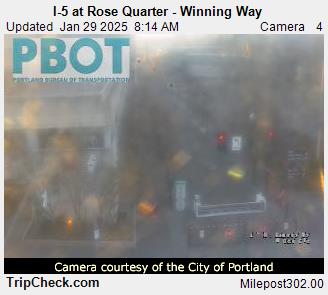 I-5 at Rose Quarter - Winning Way
Updated Jan 29 2025 8:14 AM Camera 4
PBOT
PORTLAND BUREAU OF TRANSPORTATION
Camera courtesy of the City of Portland
TripCheck.com Milepost302.00